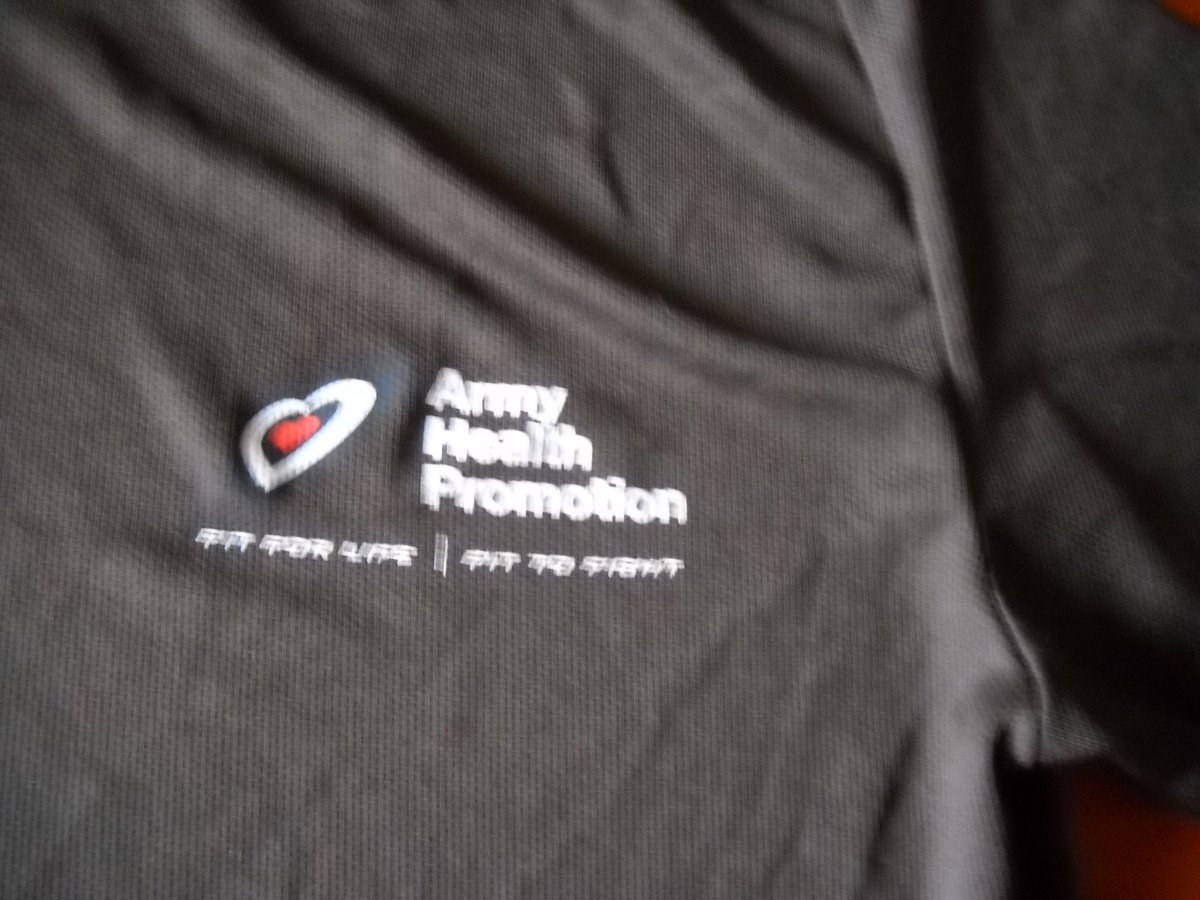 Army
Health
Promotion
FIT FOR LIFE | FIT TO FIGHT